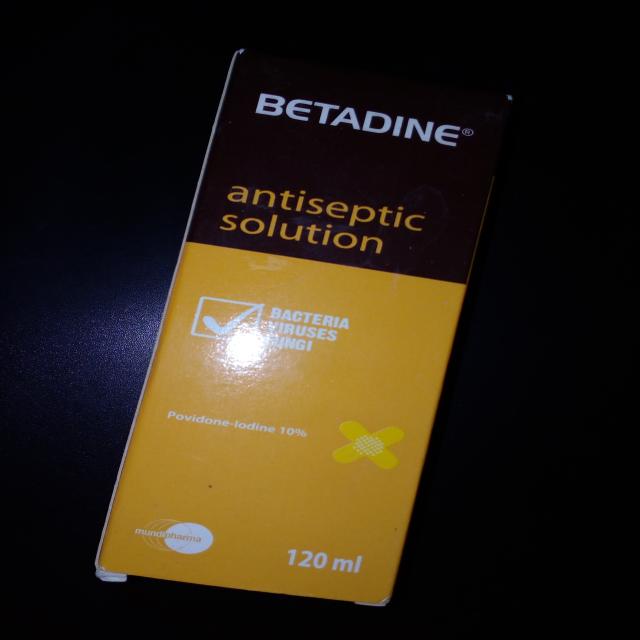 BETADINE®
antiseptic
solution
BACTERIA
VIRUSES
FUNGI
Povidone-Iodine 10%
mundipharma
120 ml